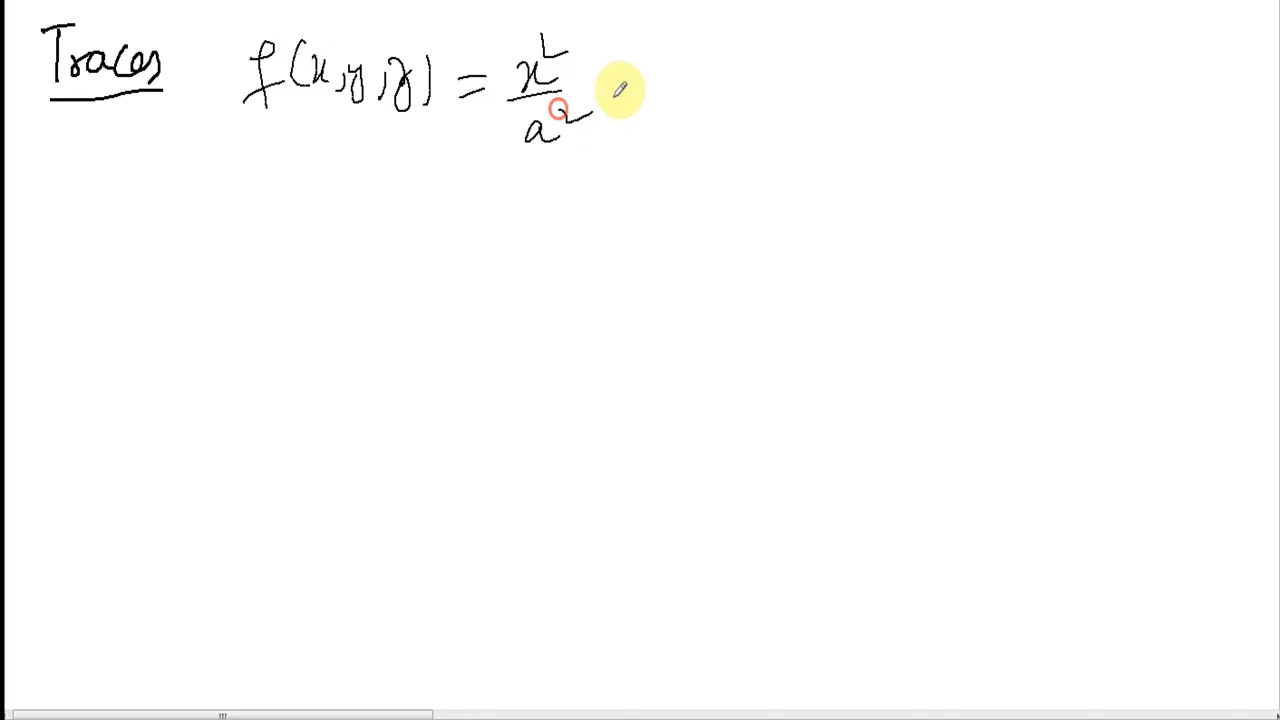 Traces f(x,y,z) = x²/a²